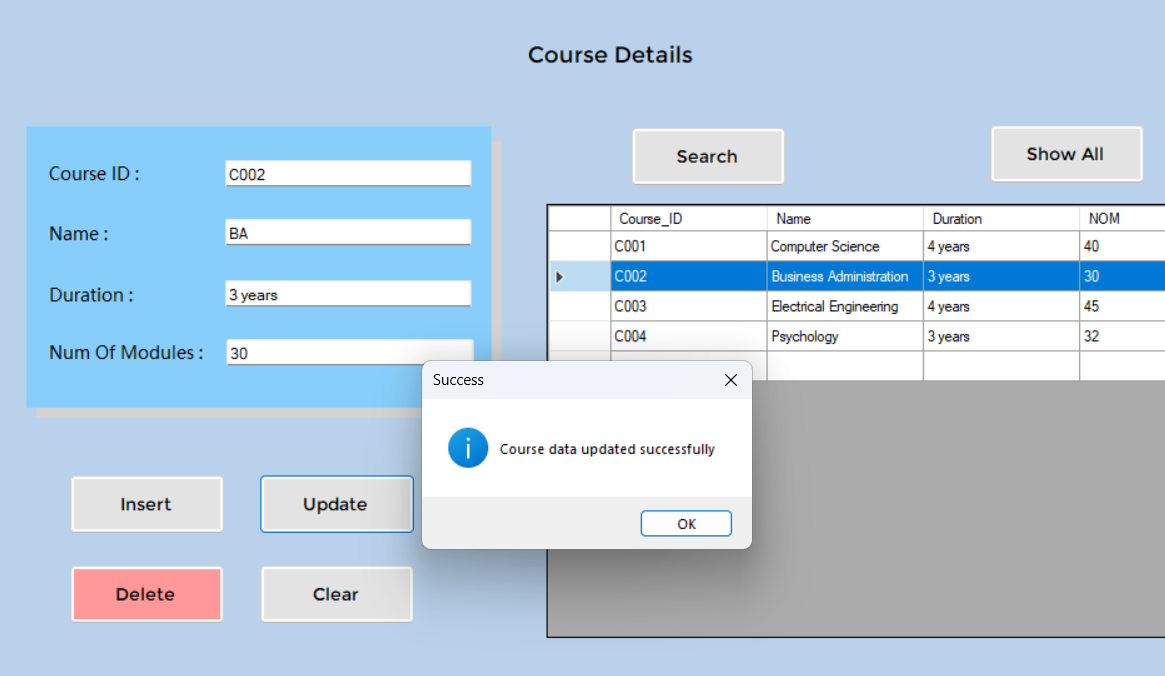 Course Details
Course ID : C002
Name : BA
Duration : 3 years
Num Of Modules : 30
Insert Update
Delete Clear
Search Show All
Course_ID Name Duration NOM
C001 Computer Science 4 years 40
C002 Business Administration 3 years 30
C003 Electrical Engineering 4 years 45
C004 Psychology 3 years 32
Success
Course data updated successfully
OK